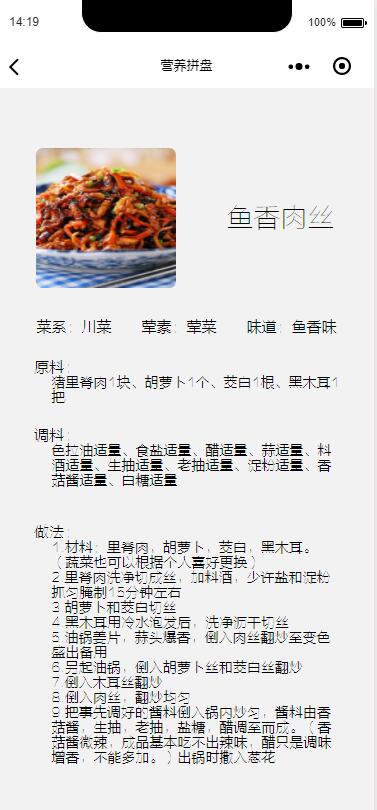 14:19
100%
营养拼盘
鱼香肉丝
菜系：川菜 荤素：荤菜 味道：鱼香味
原料：
猪里脊肉1块、胡萝卜1个、茭白1根、黑木耳1
把
调料：
色拉油适量、食盐适量、醋适量、蒜适量、料
酒适量、生抽适量、老抽适量、淀粉适量、香
菇酱适量、白糖适量
做法：
1.材料：里脊肉，胡萝卜，茭白，黑木耳。
（蔬菜也可以根据个人喜好更换）
2.里脊肉洗净切成丝，加料酒，少许盐和淀粉
抓匀腌制15分钟左右
3.胡萝卜和茭白切丝
4.黑木耳用冷水泡发后，洗净沥干切丝
5.油锅姜片，蒜头爆香，倒入肉丝翻炒至变色
盛出备用
6.另起油锅，倒入胡萝卜丝和茭白丝翻炒
7.倒入木耳丝翻炒
8.倒入肉丝，翻炒均匀
9.把事先调好的酱料倒入锅内炒匀，酱料由香
菇酱，生抽，老抽，盐糖，醋调至而成。（香
菇酱微辣，成品基本吃不出辣味，醋只是调味
增香，不能多加。）出锅时撒入葱花